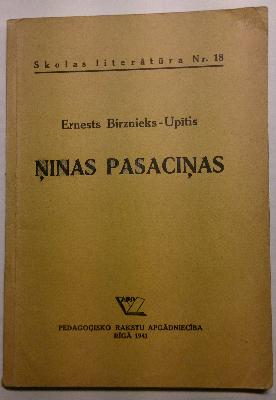 Skolas literātūra Nr. 18
Ernests Birznieks-Upītis
ŅINAS PASACIŅAS
PEDAGOĢISKO RAKSTU APGĀDNIECĪBA
RĪGĀ 1941